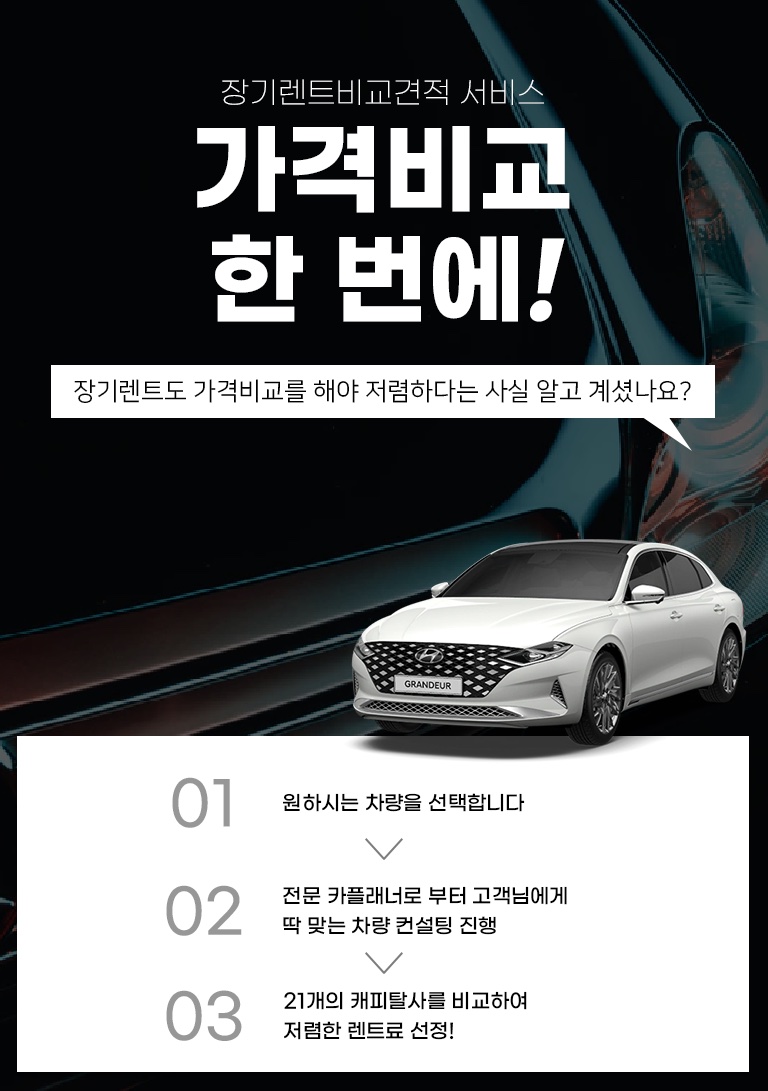 장기렌트비교견적 서비스
가격비교
한 번에!
장기렌트도 가격비교를 해야 저렴하다는 사실 알고 계셨나요?
GRANDEUR
01
원하시는 차량을 선택합니다
02
전문 카플래너로 부터 고객님에게
딱 맞는 차량 컨설팅 진행
03
21개의 캐피탈사를 비교하여
저렴한 렌트료 선정!